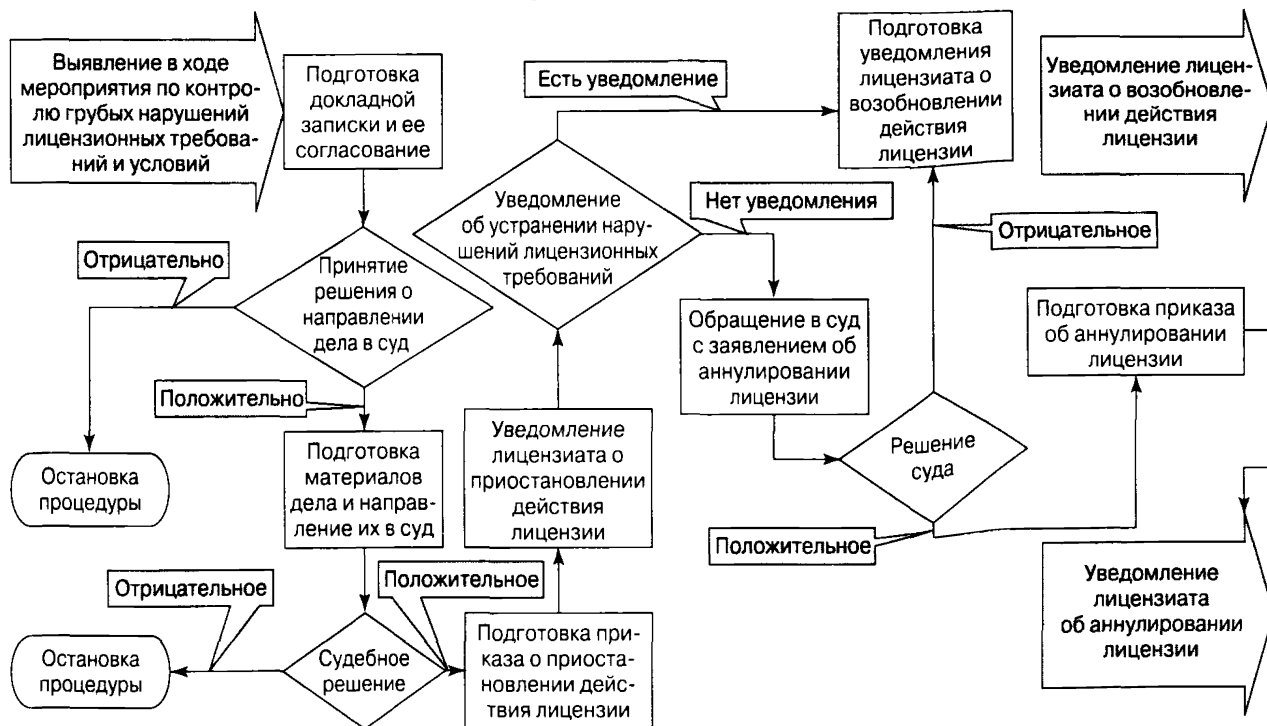 Выявление в ходе
мероприятия по контро-
лю грубых нарушений
лицензионных требова-
ний и условий
Подготовка
докладной
записки и ее
согласование
Есть уведомление
Подготовка
уведомления
лицензиата о
возобновлении
действия
лицензии
Уведомление лицен-
зиата о возобновле-
нии действия
лицензии
Уведомление
об устранении нару-
шений лицензионных
требований
Нет уведомления
Отрицательное
Отрицательно
Принятие
решения о
направлении
дела в суд
Обращение в суд
с заявлением об
аннулировании
лицензии
Подготовка приказа
об аннулировании
лицензии
Положительно
Остановка
процедуры
Подготовка
материалов
дела и направ-
ление их в суд
Уведомление
лицензиата о
приостановлении
действия
лицензии
Решение
суда
Положительное
Отрицательное
Положительное
Уведомление
лицензиата
об аннулировании
лицензии
Остановка
процедуры
Судебное
решение
Подготовка при-
каза о приоста-
новлении дейс-
твия лицензии